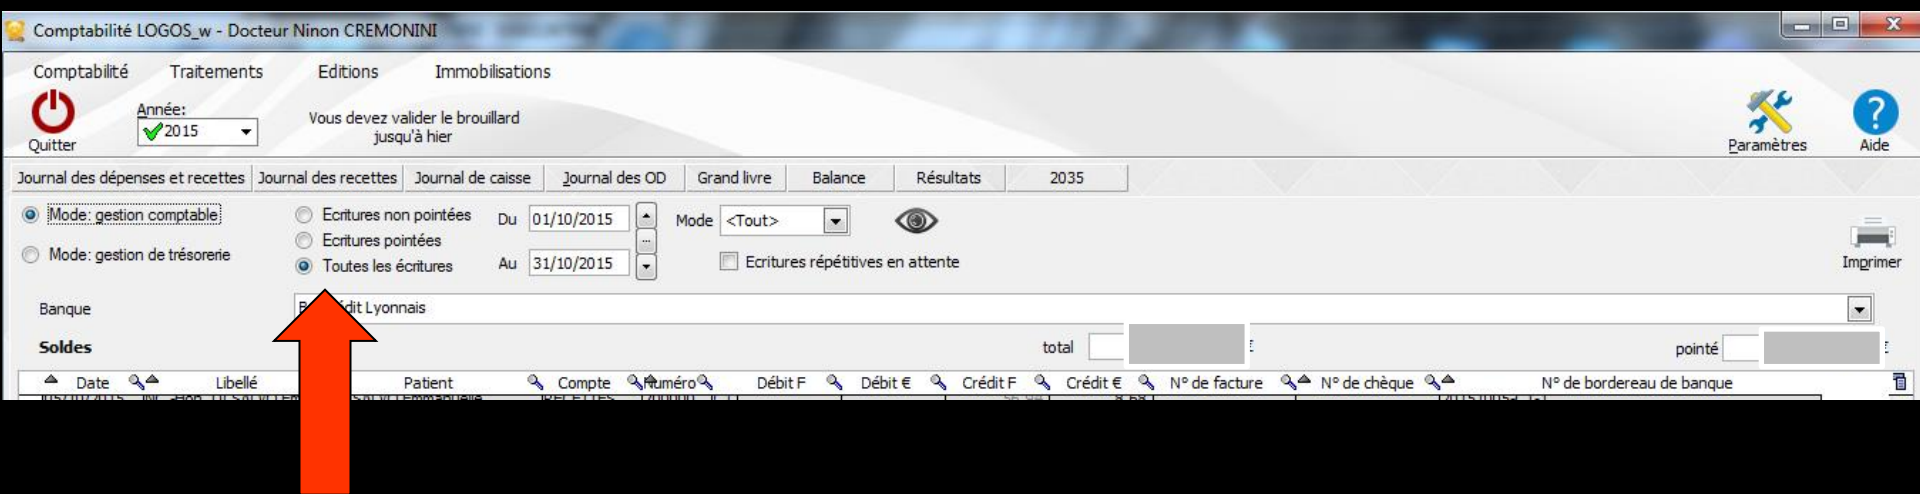 Comptabilité LOGOS_w - Docteur Ninon CREMONINI
Comptabilité Traitements Editions Immobilisations
Année:
2015
Vous devez valider le brouillard
jusqu'à hier
Quitter
Paramètres
Aide
Journal des dépenses et recettes Journal des recettes Journal de caisse Journal des OD Grand livre Balance Résultats 2035
Mode: gestion comptable
Mode: gestion de trésorerie
Ecritures non pointées
Ecritures pointées
Toutes les écritures
Du 01/10/2015
Au 31/10/2015
Mode <Tout>
Ecritures répétitives en attente
Imprimer
Banque
Lyonnais
Soldes
total
pointé
Date Libellé Patient Compte Numéro Débit F Débit € Crédit F Crédit € N° de facture N° de chèque N° de bordereau de banque